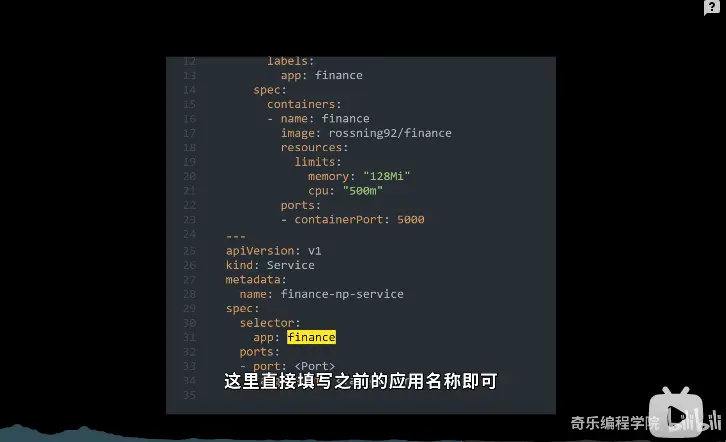 ?
12 labels:
13 app: finance
14 spec:
15 containers:
16 - name: finance
17 image: rossning92/finance
18 resources:
19 limits:
20 memory: "128Mi"
21 cpu: "500m"
22 ports:
23 - containerPort: 5000
24 ---
25 apiVersion: v1
26 kind: Service
27 metadata:
28 name: finance-np-service
29 spec:
30 selector:
31 app: finance
32 ports:
33 - port: <Port>
34
这里直接填写之前的应用名称即可
35
奇乐编程学院 bilibili